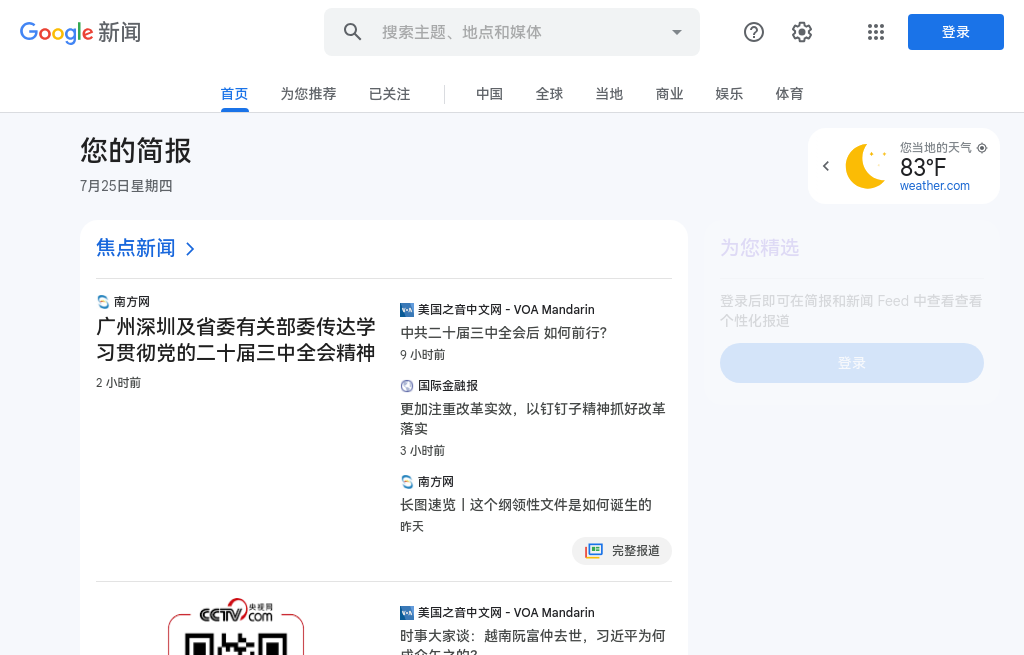 Google 新闻
搜索主题、地点和媒体
登录
首页
为您推荐
已关注
中国
全球
当地
商业
娱乐
体育
您的简报
7月25日星期四
您当地的天气
83°F
weather.com
焦点新闻
南方网
广州深圳及省委有关部委传达学
习贯彻党的二十届三中全会精神
2 小时前
美国之音中文网 - VOA Mandarin
中共二十届三中全会后 如何前行?
9 小时前
国际金融报
更加注重改革实效，以钉钉子精神抓好改革
落实
3 小时前
南方网
长图速览丨这个纲领性文件是如何诞生的
昨天
完整报道
为您精选
登录后即可在简报和新闻 Feed 中查看查看
个性化报道
登录
CCTV.com 央视网
美国之音中文网 - VOA Mandarin
时事大家谈：越南阮富仲去世，习近平为何
成众矢之的?